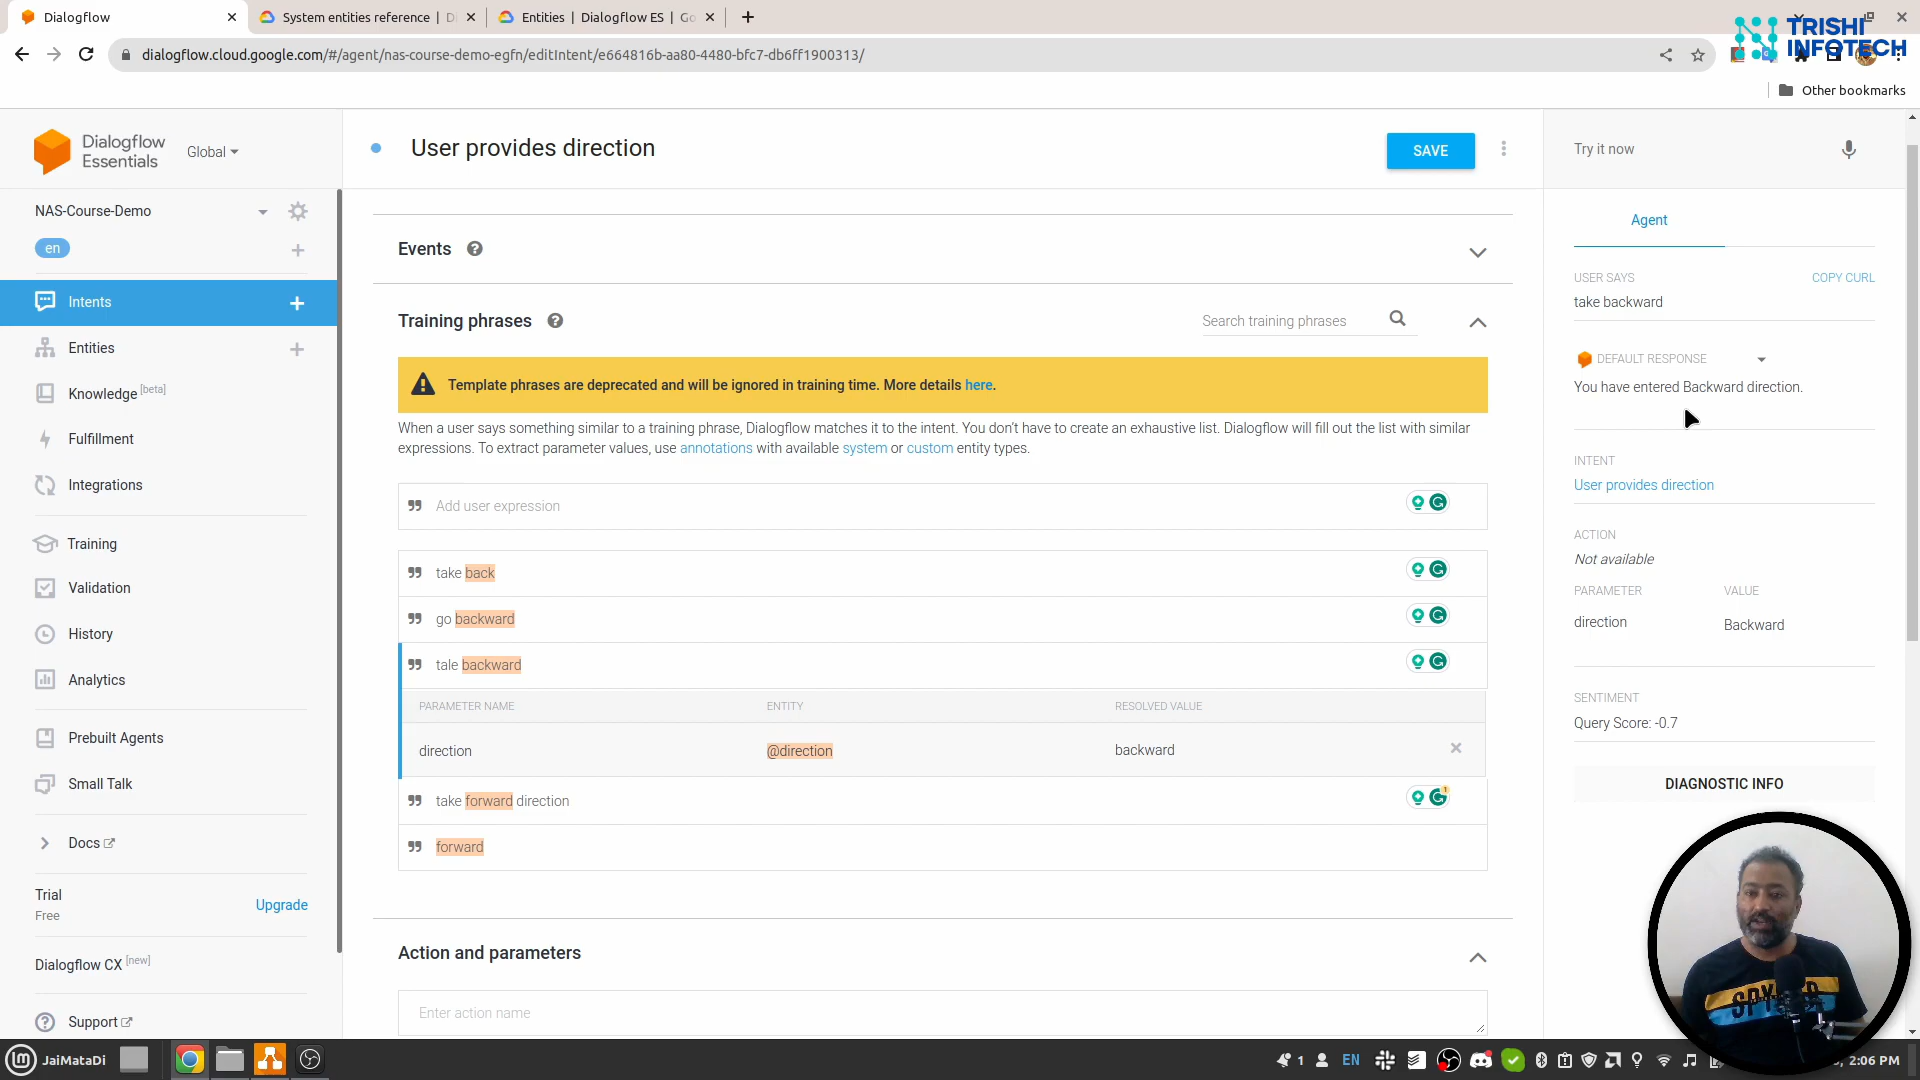 Dialogflow
System entities reference | Di
Entities | Dialogflow ES | Go
dialogflow.cloud.google.com/#/agent/nas-course-demo-egfn/editIntent/e664816b-aa80-4480-bfc7-db6ff1900313/
TRISHI
INFOTECH
Other bookmarks
Dialogflow
Essentials
Global
NAS-Course-Demo
en
Intents
Entities
Knowledge [beta]
Fulfillment
Integrations
Training
Validation
History
Analytics
Prebuilt Agents
Small Talk
Docs
Trial
Free
Upgrade
Dialogflow CX [new]
Support
User provides direction
SAVE
Events
Training phrases
Search training phrases
Template phrases are deprecated and will be ignored in training time. More details here.
When a user says something similar to a training phrase, Dialogflow matches it to the intent. You don't have to create an exhaustive list. Dialogflow will fill out the list with similar
expressions. To extract parameter values, use annotations with available system or custom entity types.
Add user expression
take back
go backward
tale backward
PARAMETER NAME ENTITY RESOLVED VALUE
direction @direction backward
take forward direction
1
forward
Action and parameters
Enter action name
Try it now
Agent
USER SAYS COPY CURL
take backward
DEFAULT RESPONSE
You have entered Backward direction.
INTENT
User provides direction
ACTION
Not available
PARAMETER VALUE
direction Backward
SENTIMENT
Query Score: -0.7
DIAGNOSTIC INFO
JaiMataDi
1
EN
2:06 PM